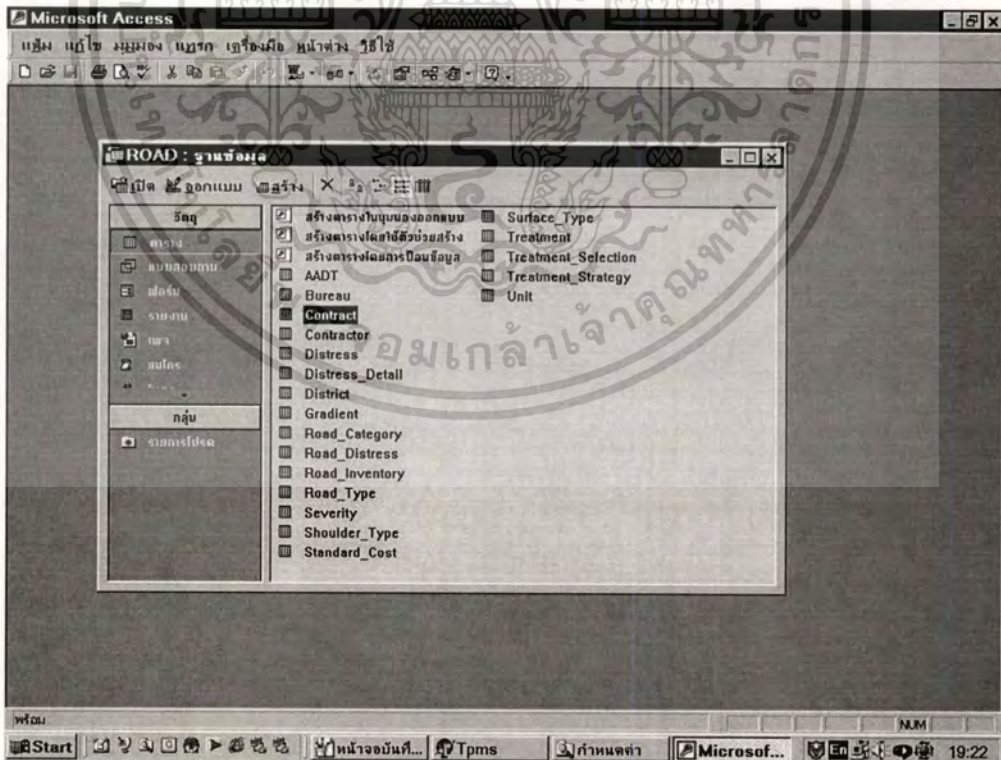 Microsoft Access
แฟ้ม แก้ไข มุมมอง แทรก เครื่องมือ หน้าต่าง วิธีใช้
ROAD : ฐานข้อมูล
เปิด ออกแบบ สร้าง
วัตถุ
ตาราง
แบบสอบถาม
ฟอร์ม
รายงาน
เพจ
แมโคร
กลุ่ม
รายการโปรด
สร้างตารางในมุมมองออกแบบ
สร้างตารางโดยใช้ตัวช่วยสร้าง
สร้างตารางโดยการป้อนข้อมูล
AADT
Bureau
Contract
Contractor
Distress
Distress_Detail
District
Gradient
Road_Category
Road_Distress
Road_Inventory
Road_Type
Severity
Shoulder_Type
Standard_Cost
Surface_Type
Treatment
Treatment_Selection
Treatment_Strategy
Unit
พร้อม
NUM
Start
หน้าจอบันที...
Tpms
กำหนดค่า
Microsof...
En
19:22